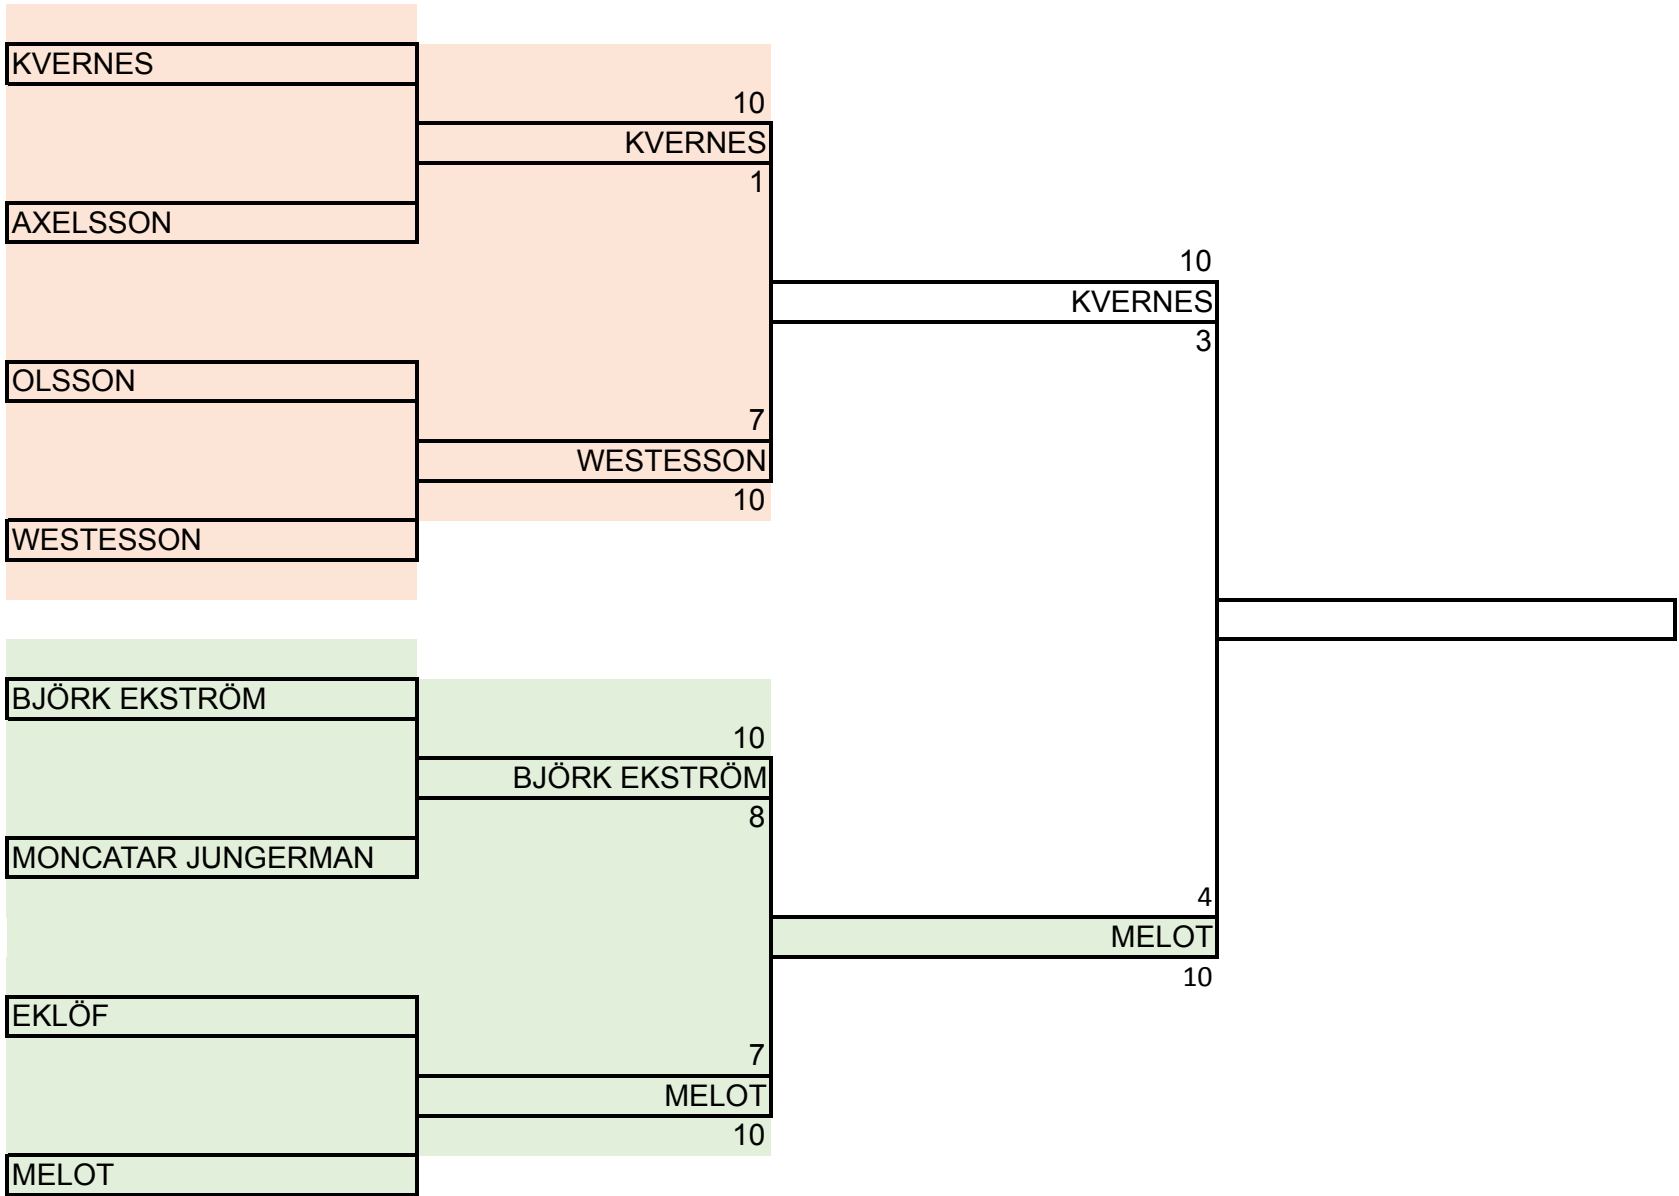 KVERNES
10
KVERNES
1
AXELSSON
10
KVERNES
3
OLSSON
7
WESTESSON
10
WESTESSON
BJÖRK EKSTRÖM
10
BJÖRK EKSTRÖM
8
MONCATAR JUNGERMAN
4
MELOT
10
EKLÖF
7
MELOT
10
MELOT